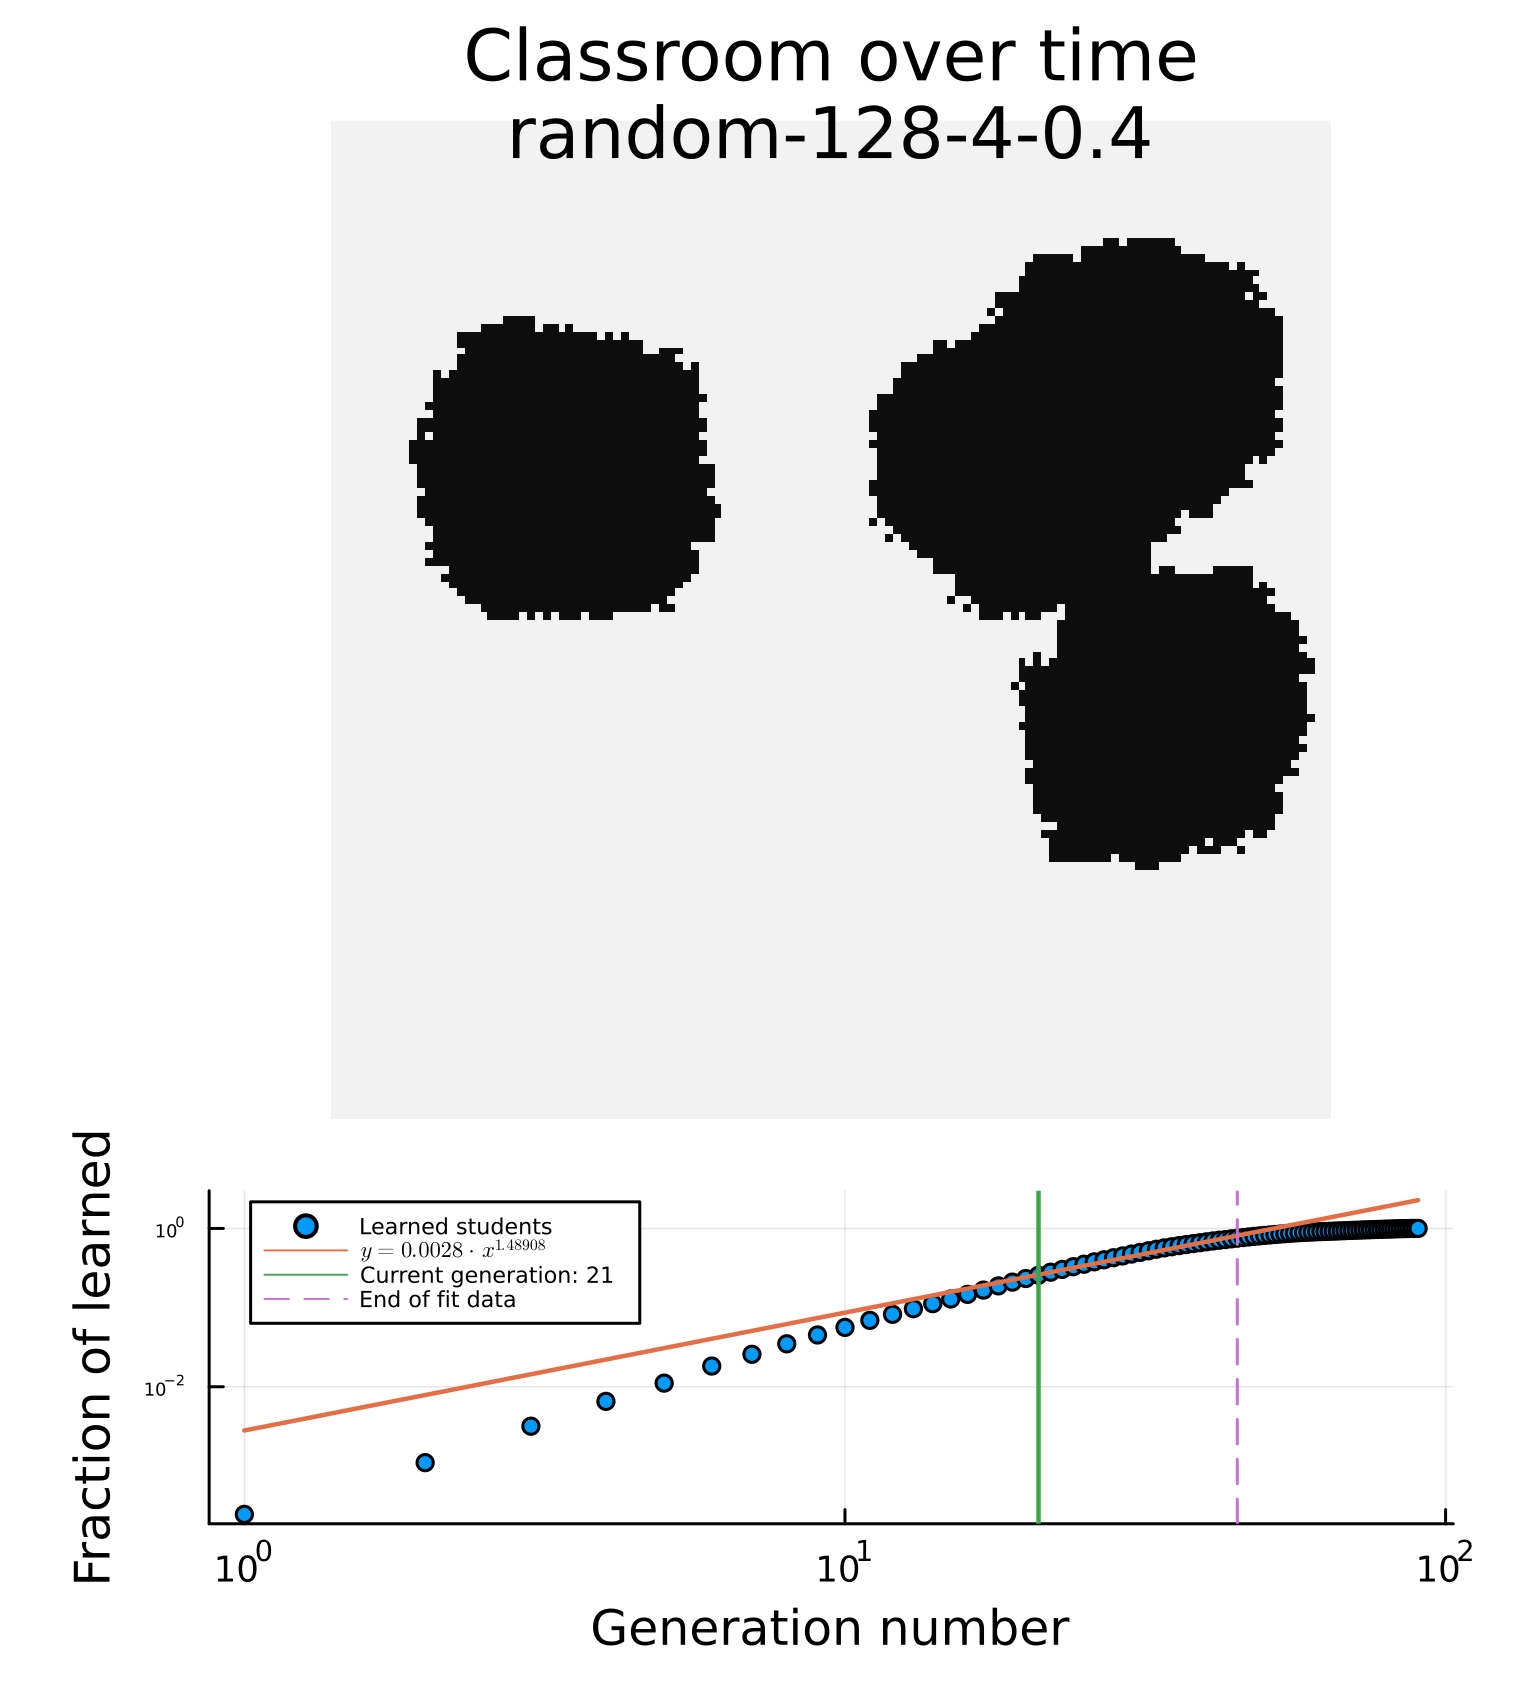 Classroom over time
random-128-4-0.4
Fraction of learned
10⁰
10⁻²
Learned students
y = 0.0028 · x^1.48908
Current generation: 21
End of fit data
10⁰
10¹
10²
Generation number